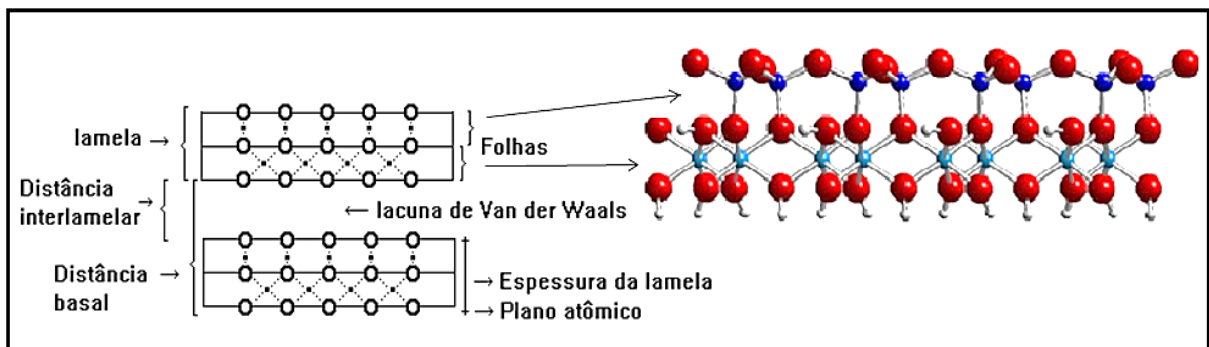 lamela
Folhas
Distância
interlamelar
lacuna de Van der Waals
Distância
basal
Espessura da lamela
Plano atômico